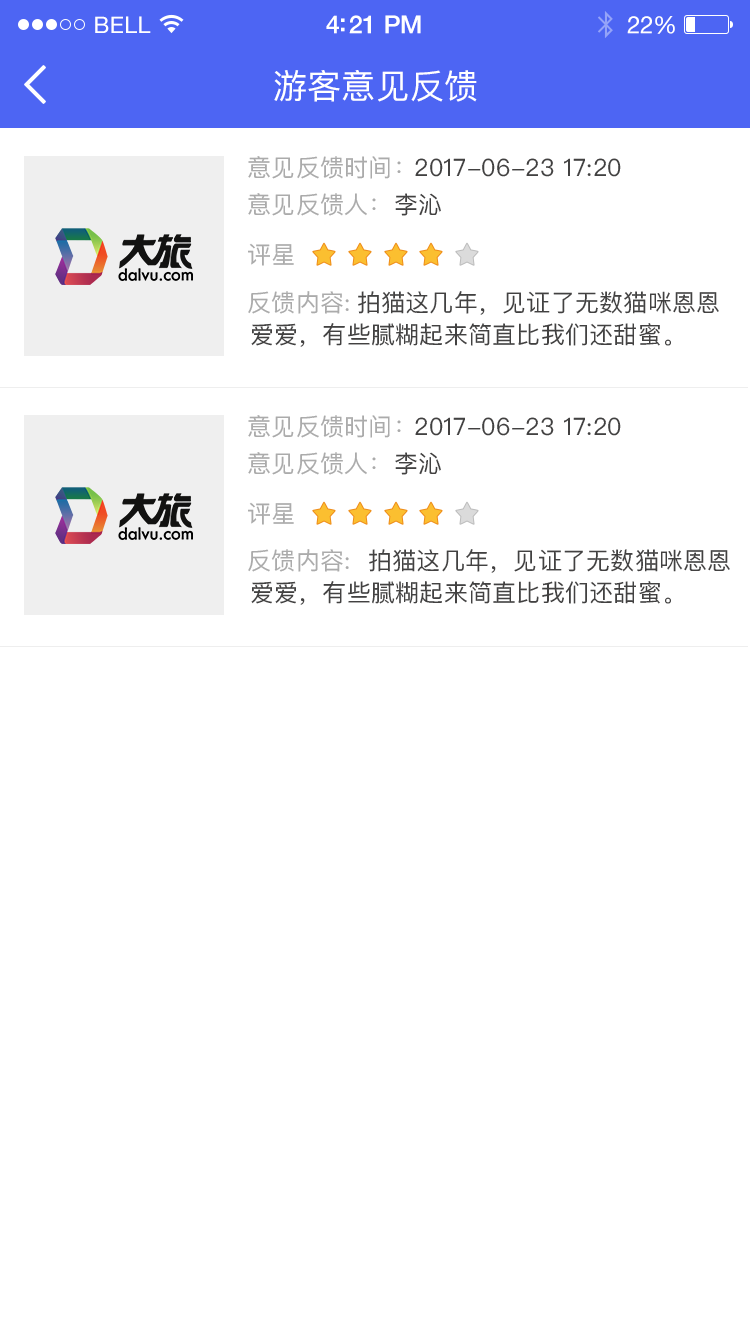 BELL 4:21 PM 22%
游客意见反馈
意见反馈时间：2017-06-23 17:20
意见反馈人：李沁
评星
反馈内容: 拍猫这几年，见证了无数猫咪恩恩
爱爱，有些腻糊起来简直比我们还甜蜜。
大旅
dalvu.com
意见反馈时间：2017-06-23 17:20
意见反馈人：李沁
评星
反馈内容: 拍猫这几年，见证了无数猫咪恩恩
爱爱，有些腻糊起来简直比我们还甜蜜。
大旅
dalvu.com